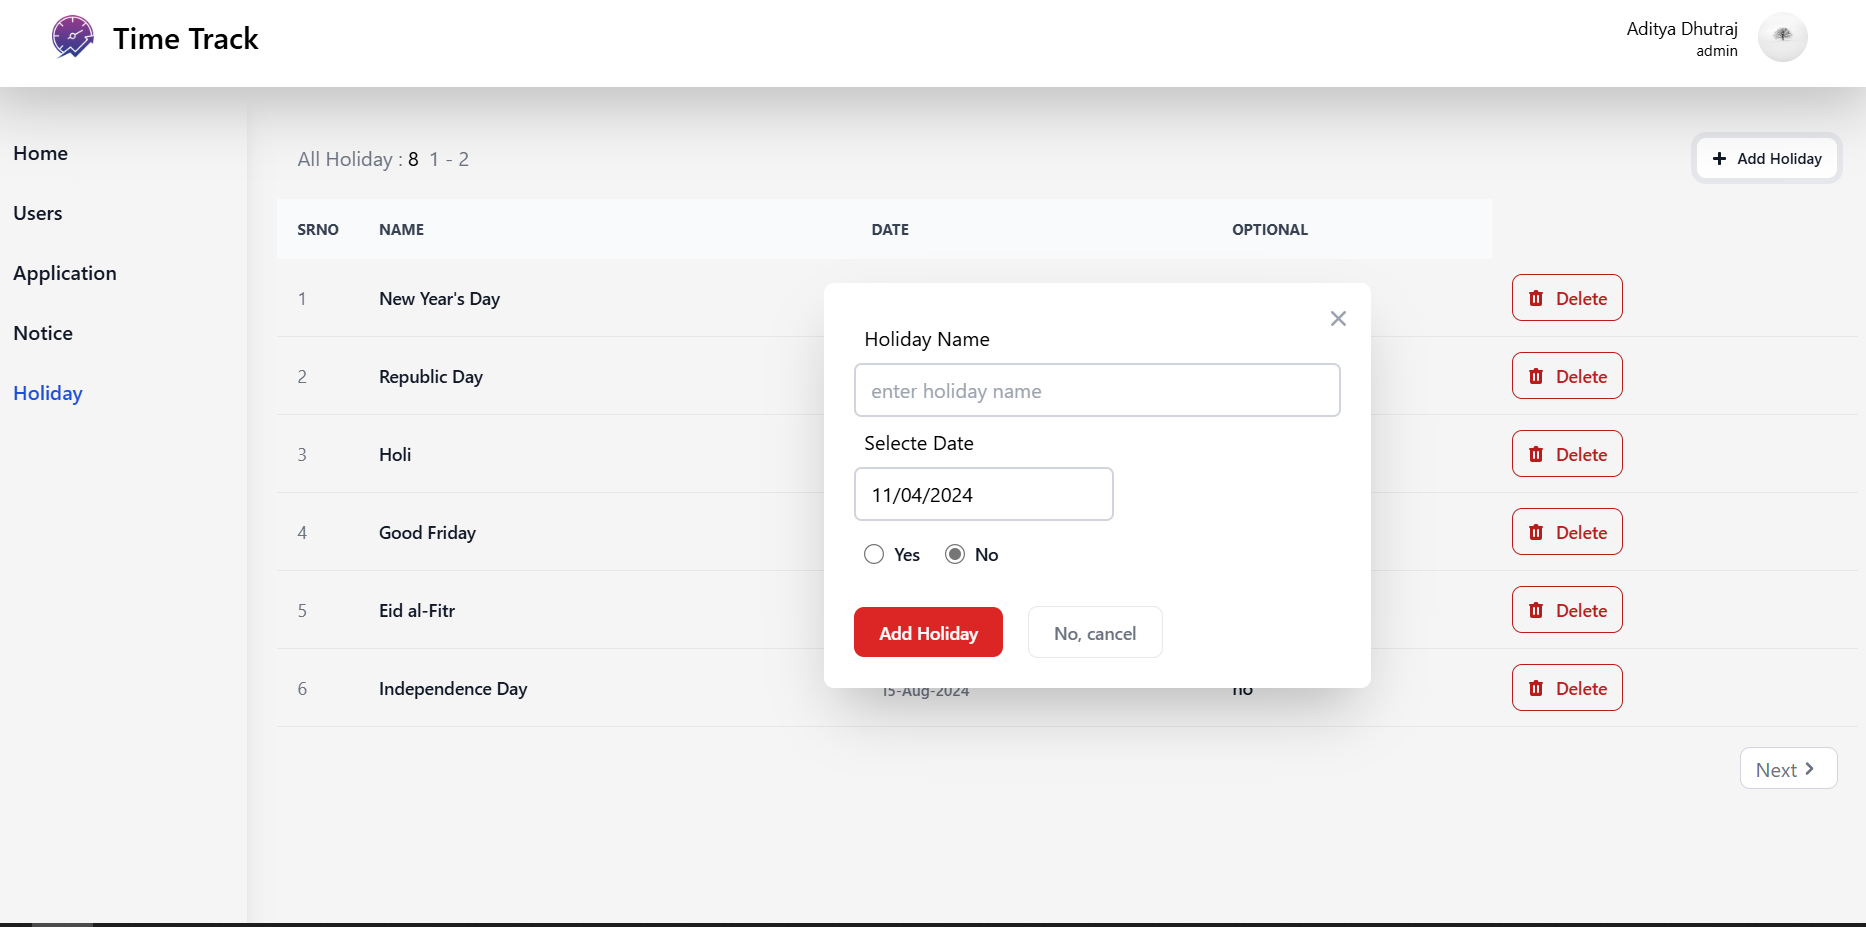 Time Track
Aditya Dhutraj
admin
Home
Users
Application
Notice
Holiday
All Holiday : 8 1 - 2
Add Holiday
SRNO NAME DATE OPTIONAL
1 New Year's Day Delete
2 Republic Day Delete
3 Holi Delete
4 Good Friday Delete
5 Eid al-Fitr Delete
6 Independence Day 15-Aug-2024 no Delete
Holiday Name
enter holiday name
Selecte Date
11/04/2024
Yes No
Add Holiday No, cancel
Next